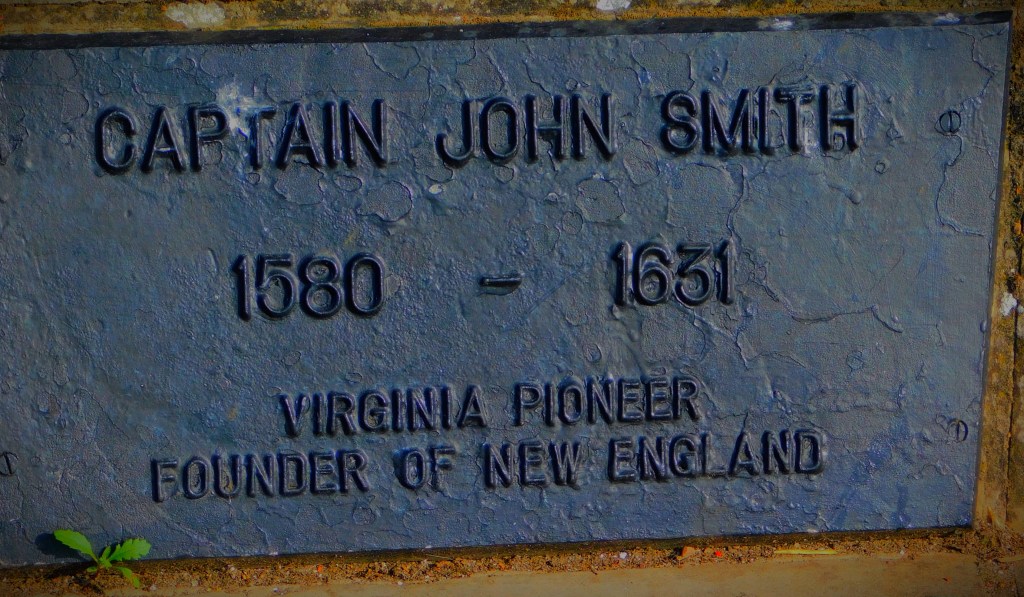 CAPTAIN JOHN SMITH
1580 - 1631
VIRGINIA PIONEER
FOUNDER OF NEW ENGLAND